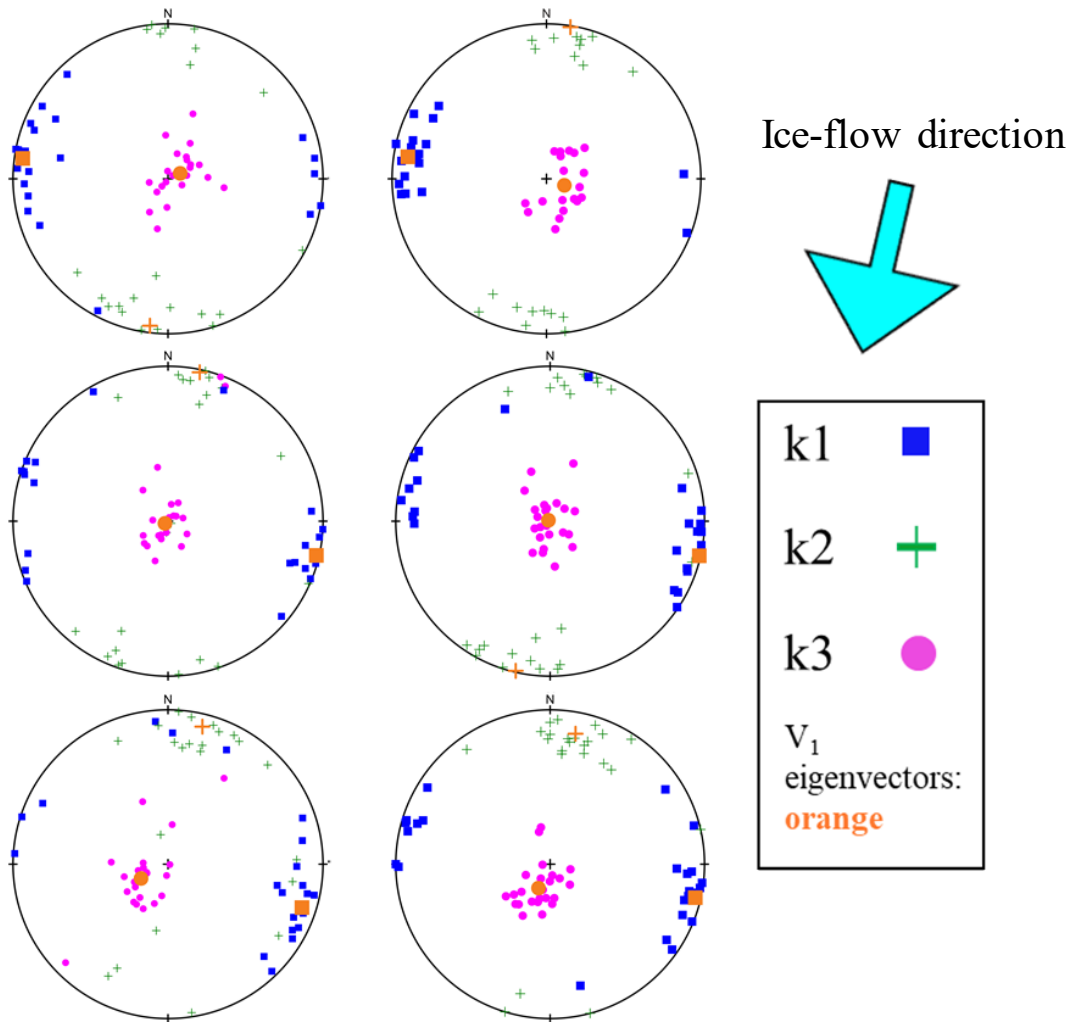 N
N
Ice-flow direction
N
N
k1
k2
k3
V1
eigenvectors:
orange
N
N